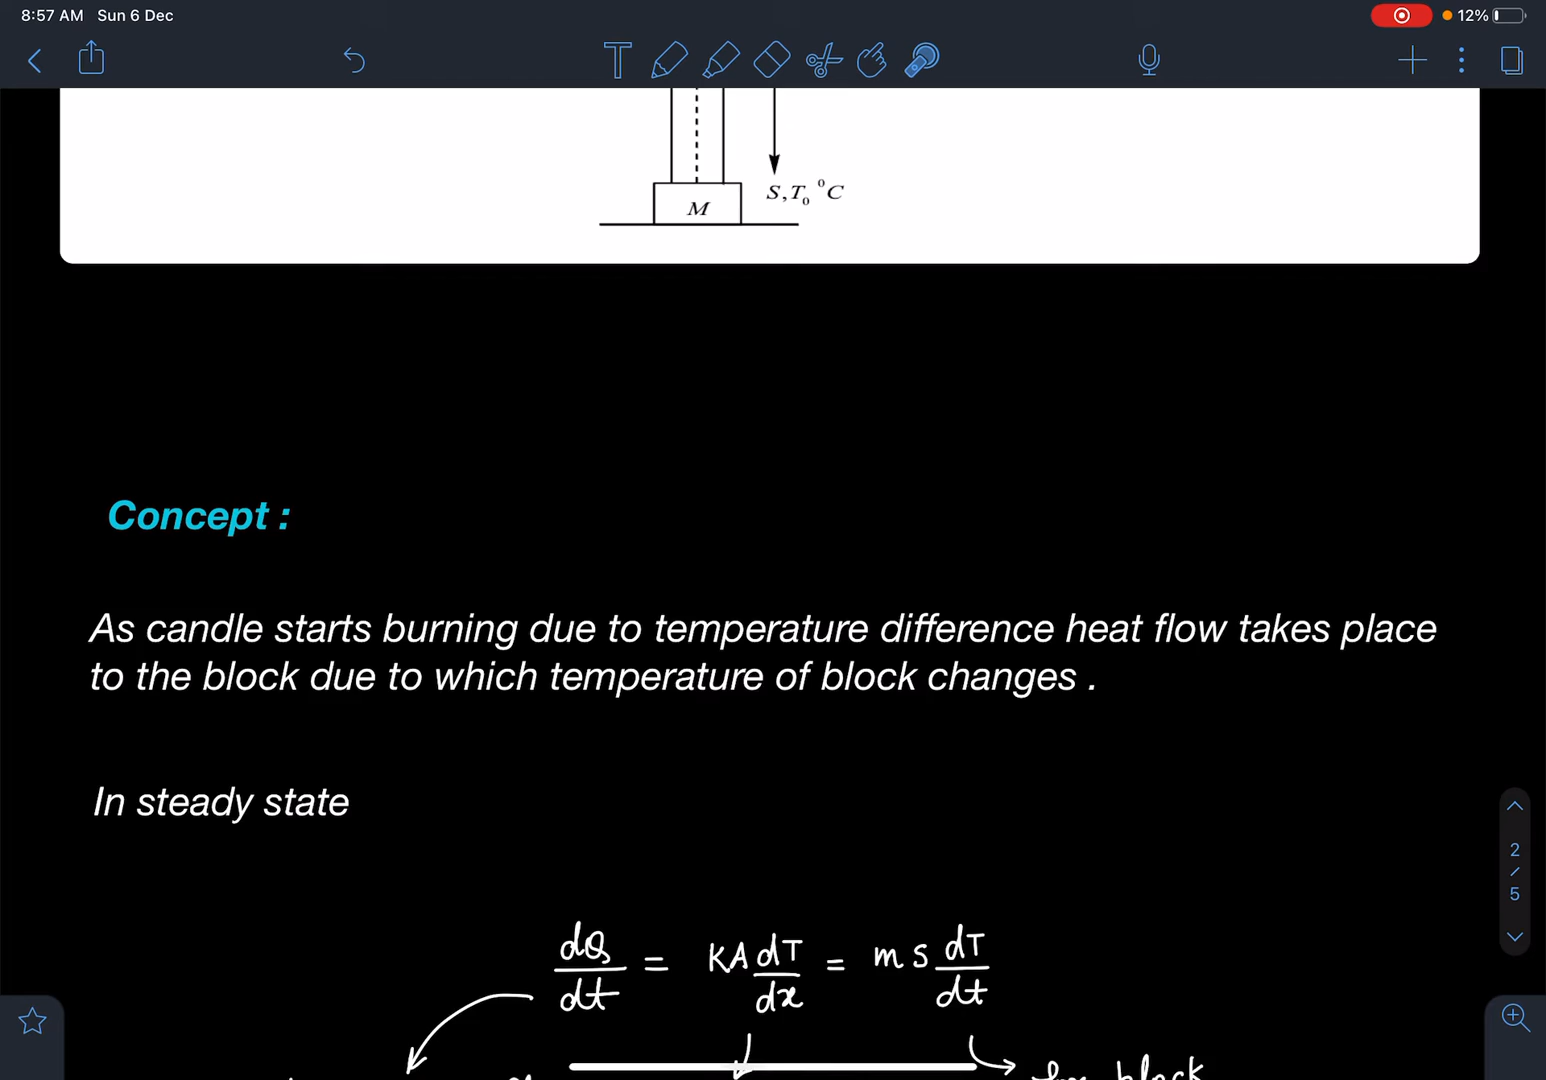 8:57 AM Sun 6 Dec
12%
S, T₀ ⁰C
M
Concept :
As candle starts burning due to temperature difference heat flow takes place
to the block due to which temperature of block changes .
In steady state
dQ/dt = KA dT/dx = m s dT/dt
2 / 5
for block